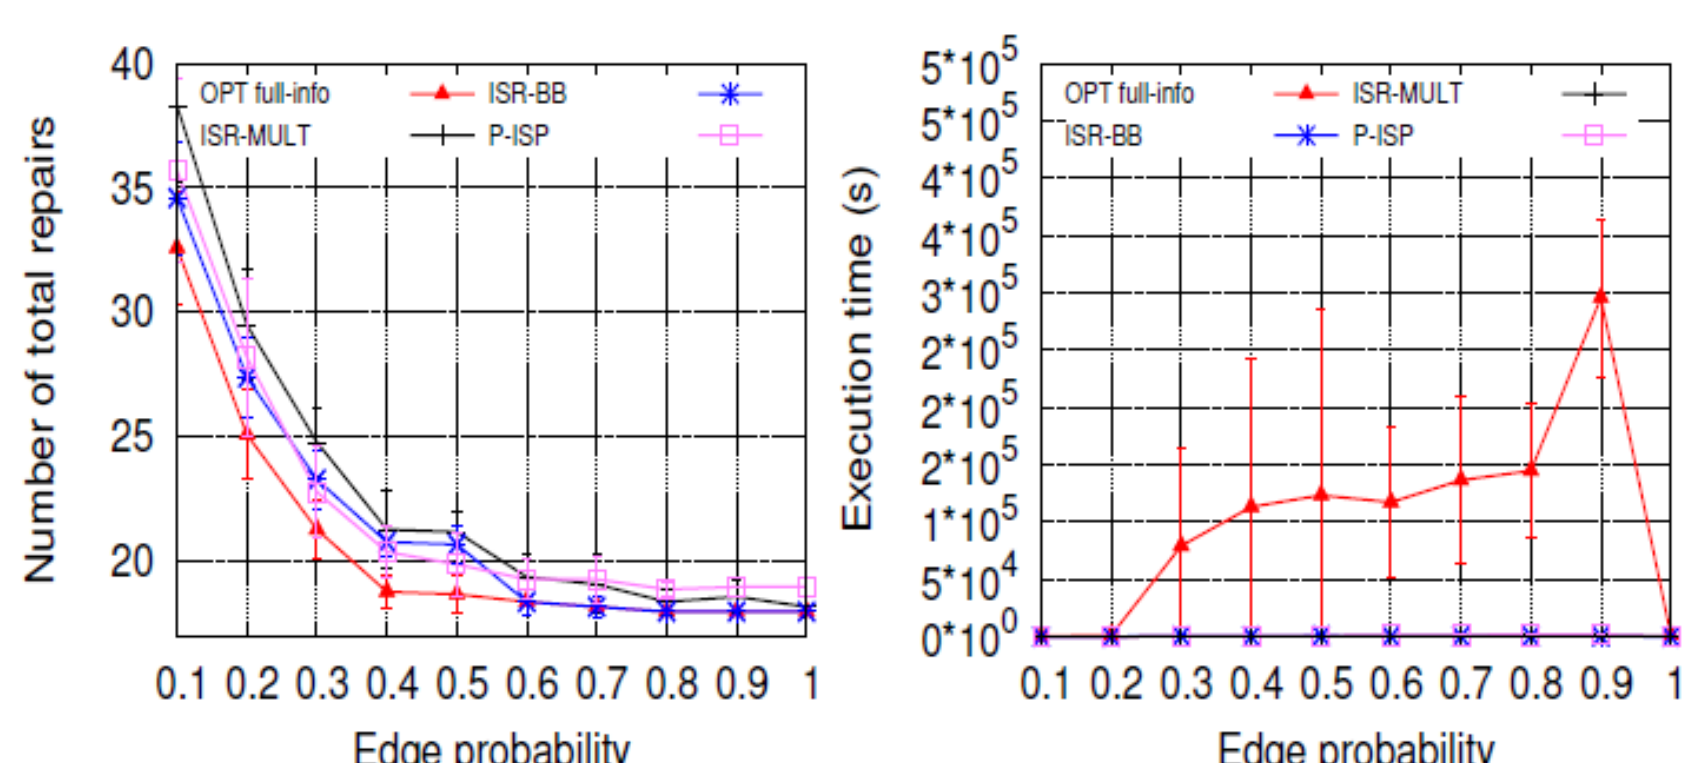 Number of total repairs
40
35
30
25
20
OPT full-info ISR-BB
ISR-MULT P-ISP
0.1 0.2 0.3 0.4 0.5 0.6 0.7 0.8 0.9 1
Edge probability
Execution time (s)
5*10^5
5*10^5
4*10^5
4*10^5
3*10^5
2*10^5
2*10^5
2*10^5
1*10^5
5*10^4
0*10^0
OPT full-info ISR-MULT
ISR-BB P-ISP
0.1 0.2 0.3 0.4 0.5 0.6 0.7 0.8 0.9 1
Edge probability